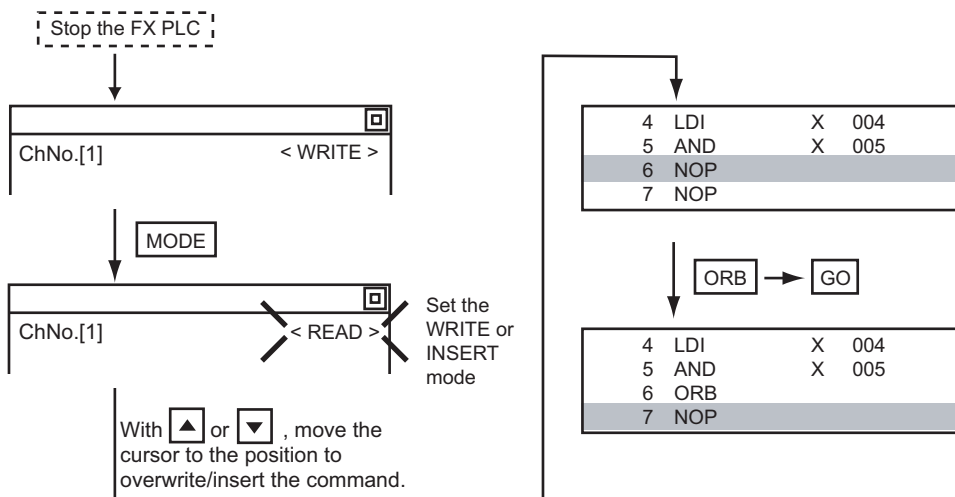 Stop the FX PLC
ChNo.[1] < WRITE >
MODE
ChNo.[1] < READ >
Set the
WRITE or
INSERT
mode
With ▲ or ▼ , move the
cursor to the position to
overwrite/insert the command.
4 LDI X 004
5 AND X 005
6 NOP
7 NOP
ORB GO
4 LDI X 004
5 AND X 005
6 ORB
7 NOP